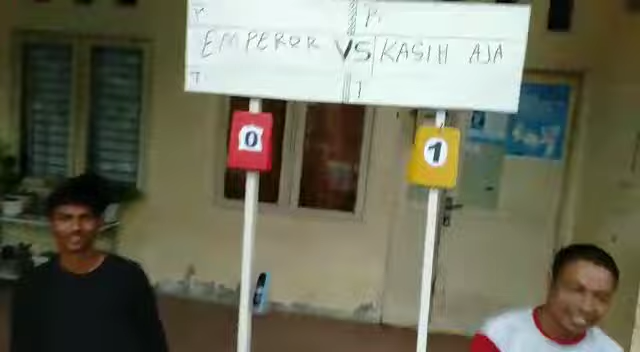 P. P.
EMPEROR VS KASIH AJA
T T
0 1